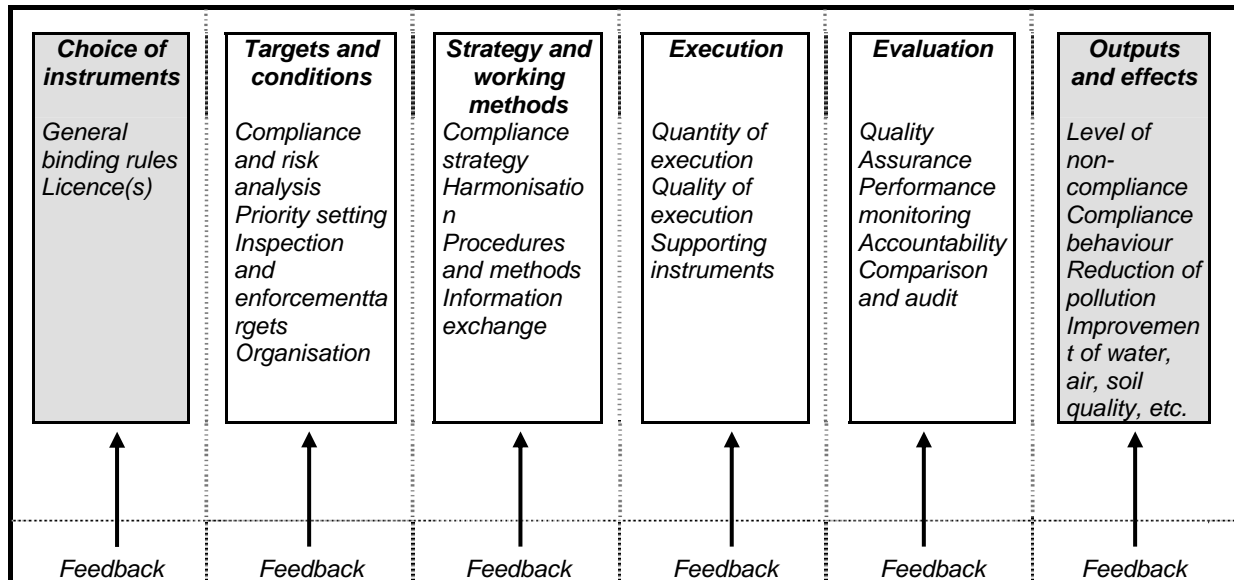 Choice of
instruments
General
binding rules
Licence(s)
Targets and
conditions
Compliance
and risk
analysis
Priority setting
Inspection
and
enforcementta
rgets
Organisation
Strategy and
working
methods
Compliance
strategy
Harmonisatio
n
Procedures
and methods
Information
exchange
Execution
Quantity of
execution
Quality of
execution
Supporting
instruments
Evaluation
Quality
Assurance
Performance
monitoring
Accountability
Comparison
and audit
Outputs
and effects
Level of
non-
compliance
Compliance
behaviour
Reduction of
pollution
Improvemen
t of water,
air, soil
quality, etc.
Feedback
Feedback
Feedback
Feedback
Feedback
Feedback